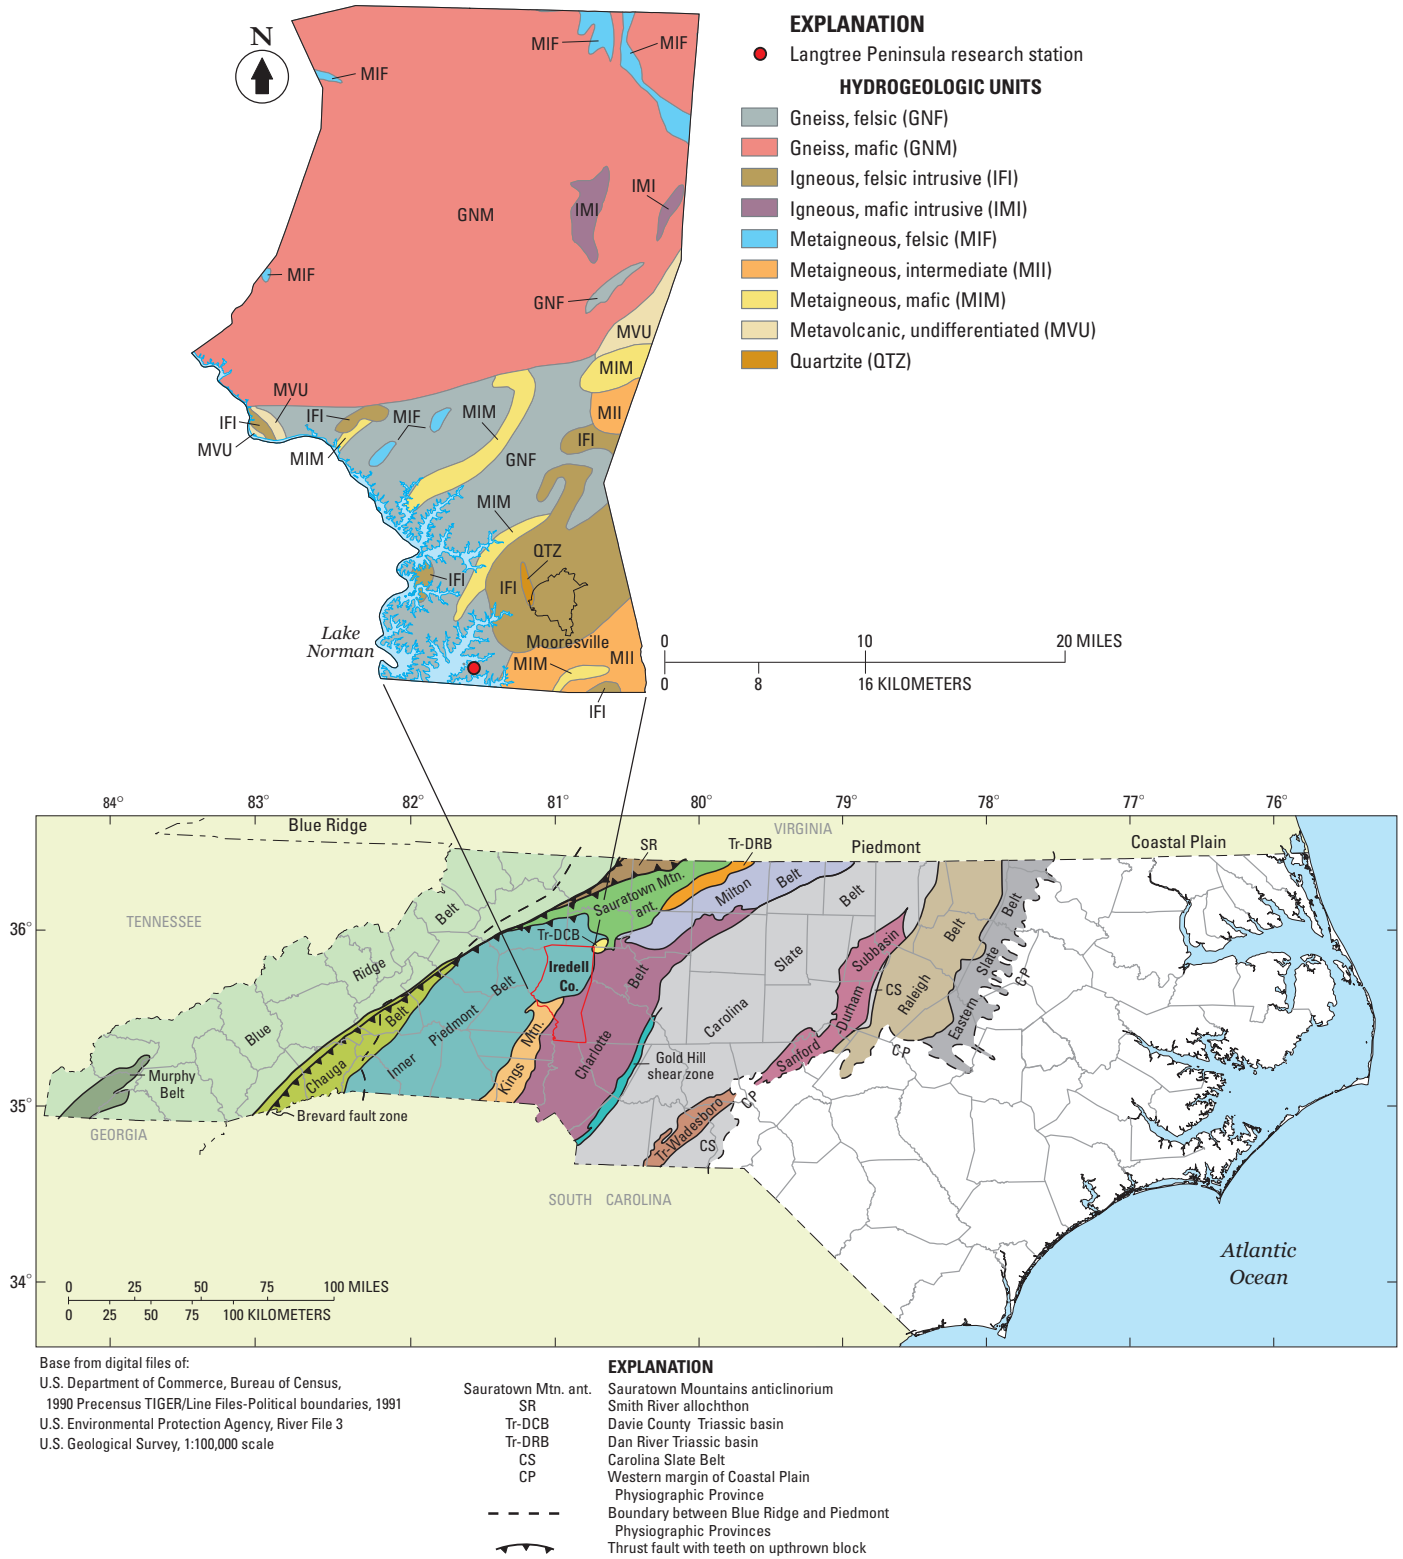 N
EXPLANATION
Langtree Peninsula research station
HYDROGEOLOGIC UNITS
Gneiss, felsic (GNF)
Gneiss, mafic (GNM)
Igneous, felsic intrusive (IFI)
Igneous, mafic intrusive (IMI)
Metaigneous, felsic (MIF)
Metaigneous, intermediate (MII)
Metaigneous, mafic (MIM)
Metavolcanic, undifferentiated (MVU)
Quartzite (QTZ)
MIF
MIF
MIF
IMI
IMI
GNM
MIF
GNF
MVU
MIM
MVU
IFI
IFI
MIF
MIM
MII
MVU
MIM
IFI
GNF
MIM
QTZ
IFI
IFI
Lake
Norman
Mooresville
MIM
MII
IFI
0 10 20 MILES
0 8 16 KILOMETERS
84° 83° 82° 81° 80° 79° 78° 77° 76°
36°
35°
34°
Blue Ridge
VIRGINIA
Piedmont
Coastal Plain
SR
Tr-DRB
TENNESSEE
Belt
Ridge
Blue
Sauratown Mtn.
ant.
Milton
Belt
Belt
Slate
Carolina
Tr-DCB
Iredell
Co.
Belt
Charlotte
Belt
Piedmont
Inner
Belt
Chauga
Mtn.
Kings
Murphy
Belt
Brevard fault zone
GEORGIA
Gold Hill
shear zone
Subbasin
-Durham
Sanford
CS
Belt
Raleigh
Belt
Slate
Eastern
CP
CP
CP
Tr-Wadesboro
CS
SOUTH CAROLINA
Atlantic
Ocean
0 25 50 75 100 MILES
0 25 50 75 100 KILOMETERS
Base from digital files of:
U.S. Department of Commerce, Bureau of Census,
1990 Precensus TIGER/Line Files-Political boundaries, 1991
U.S. Environmental Protection Agency, River File 3
U.S. Geological Survey, 1:100,000 scale
EXPLANATION
Sauratown Mtn. ant. Sauratown Mountains anticlinorium
SR Smith River allochthon
Tr-DCB Davie County Triassic basin
Tr-DRB Dan River Triassic basin
CS Carolina Slate Belt
CP Western margin of Coastal Plain
Physiographic Province
Boundary between Blue Ridge and Piedmont
Physiographic Provinces
Thrust fault with teeth on upthrown block